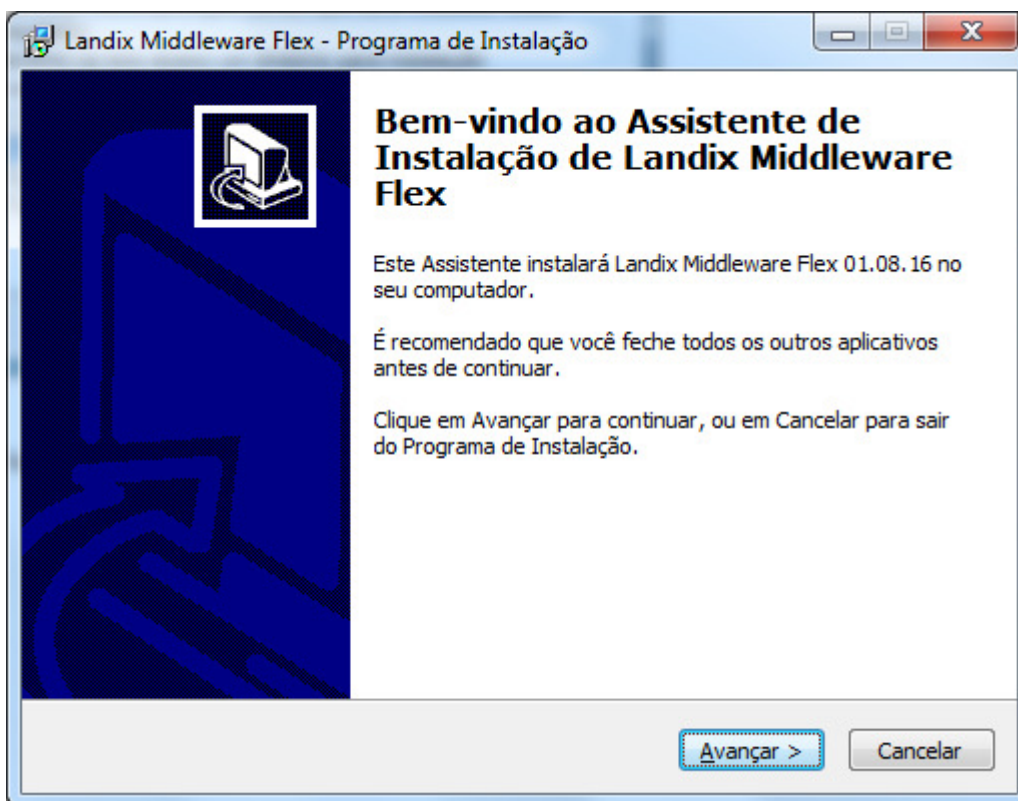 Landix Middleware Flex - Programa de Instalação
Bem-vindo ao Assistente de
Instalação de Landix Middleware
Flex
Este Assistente instalará Landix Middleware Flex 01.08.16 no
seu computador.
É recomendado que você feche todos os outros aplicativos
antes de continuar.
Clique em Avançar para continuar, ou em Cancelar para sair
do Programa de Instalação.
Avançar >
Cancelar